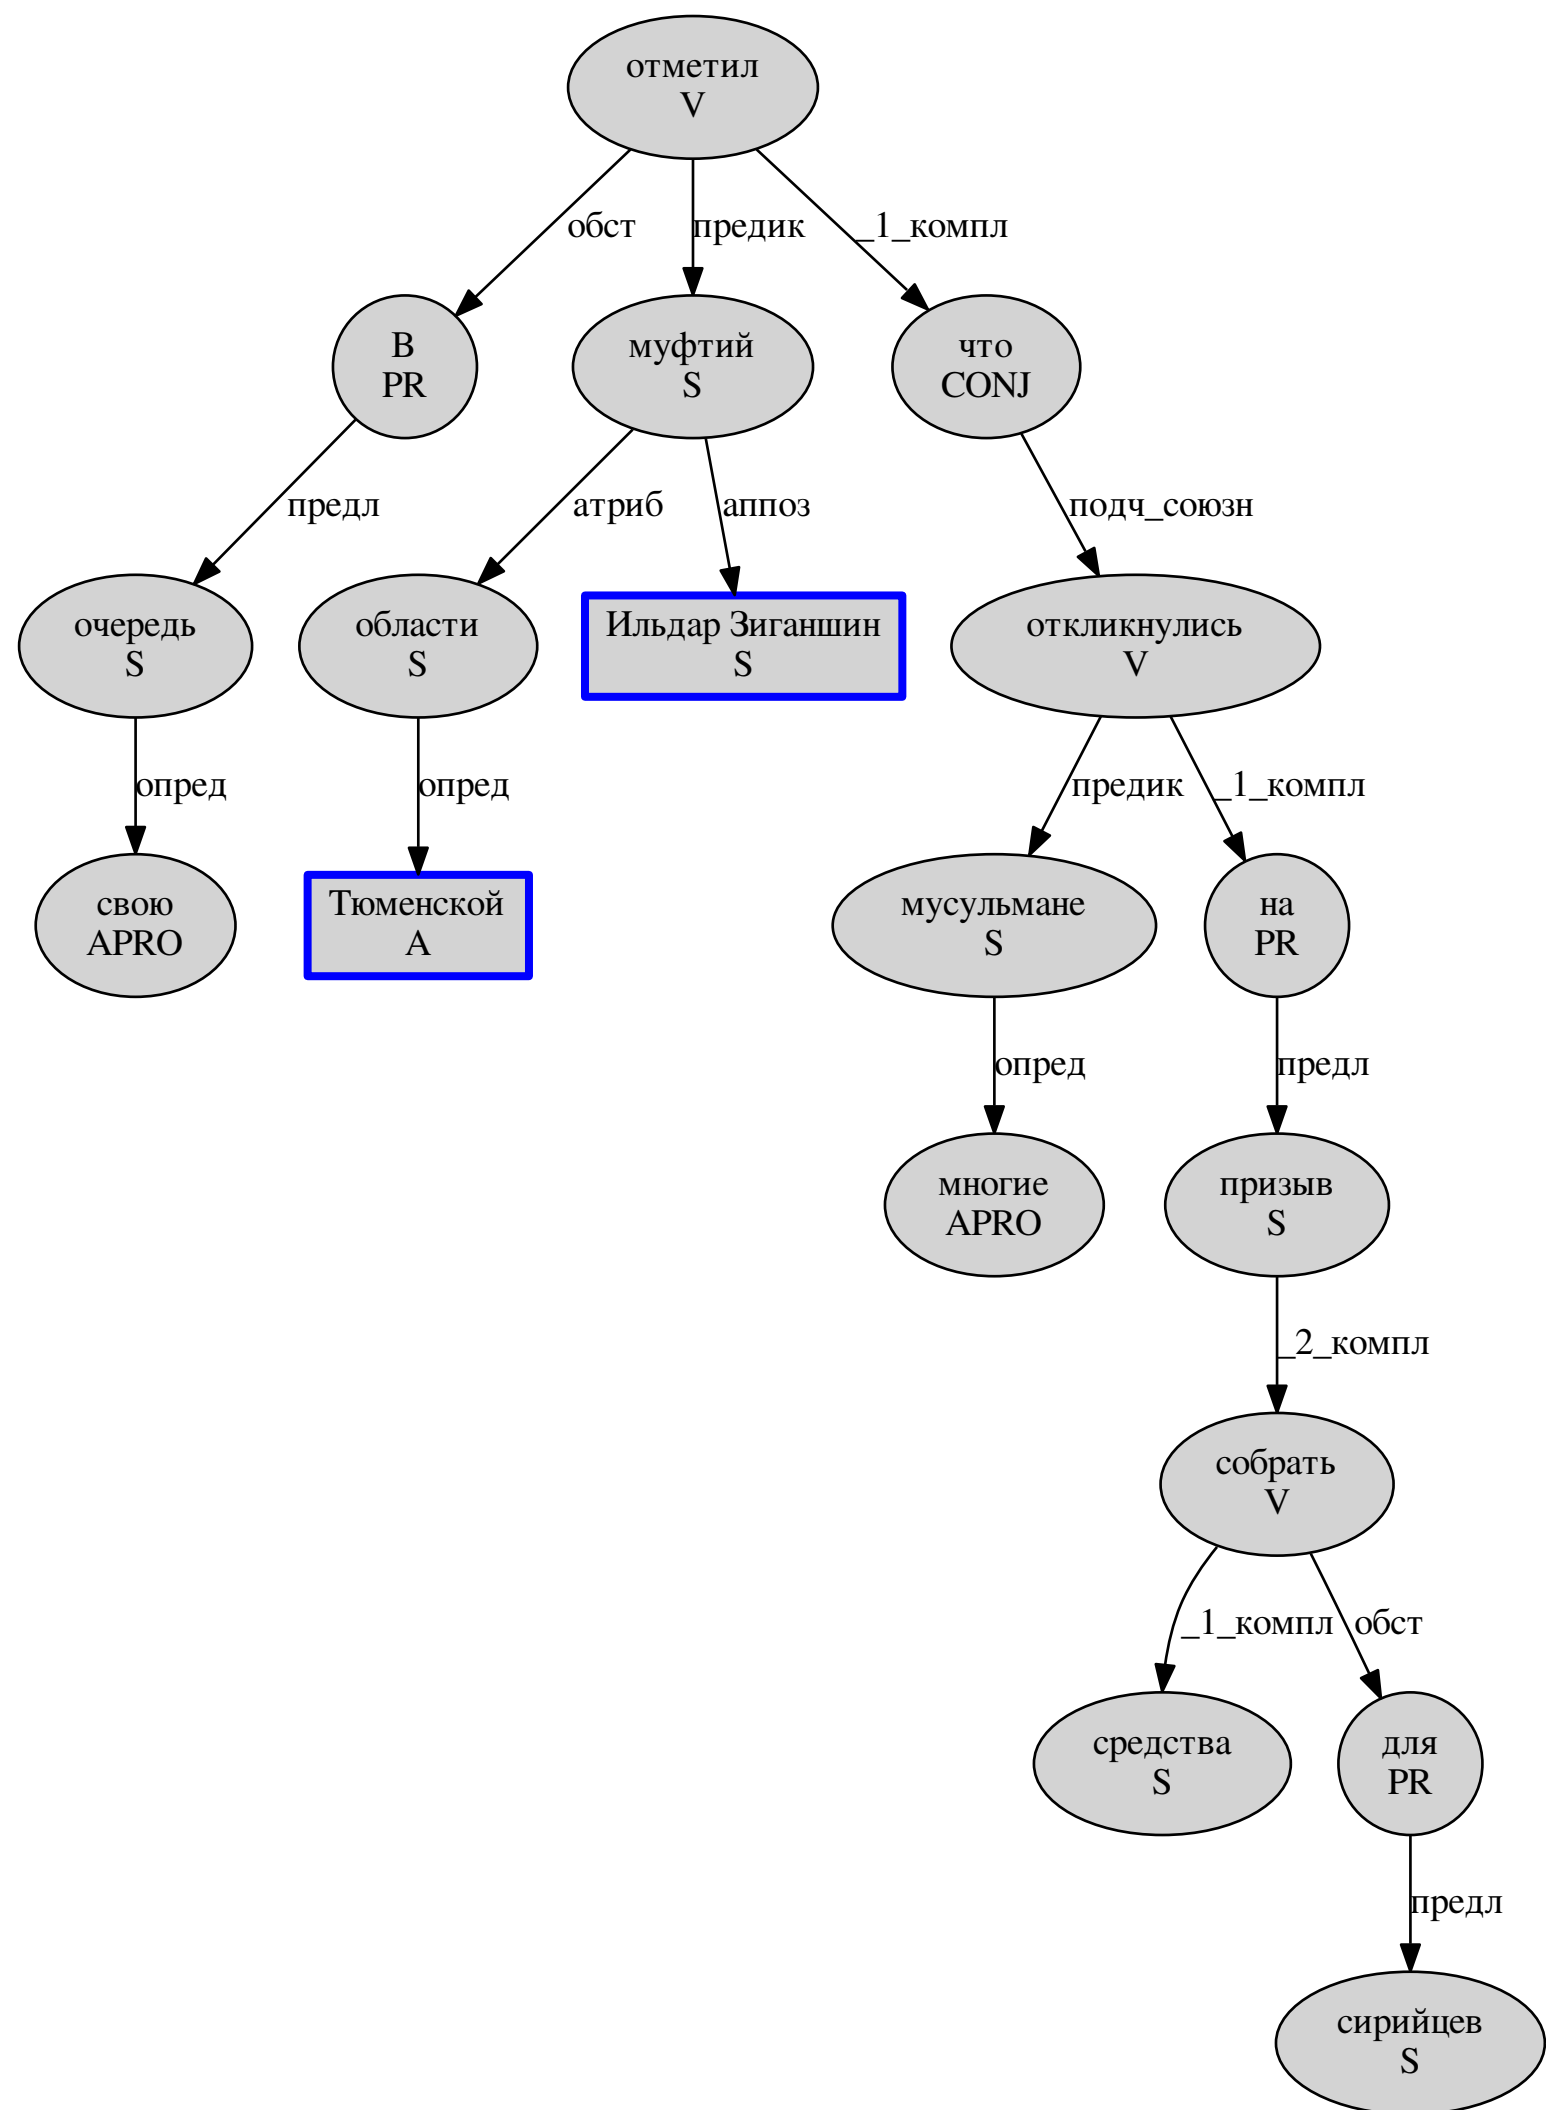 отметил
V
обст
предик
_1_компл
В
PR
муфтий
S
что
CONJ
предл
атриб
аппоз
подч_союзн
очередь
S
области
S
Ильдар Зиганшин
S
откликнулись
V
опред
опред
предик
_1_компл
свою
APRO
Тюменской
A
мусульмане
S
на
PR
опред
предл
многие
APRO
призыв
S
_2_компл
собрать
V
_1_компл
обст
средства
S
для
PR
предл
сирийцев
S